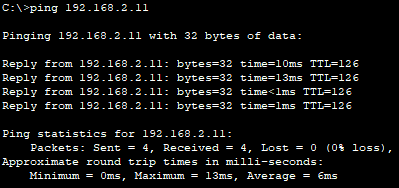 C:\>ping 192.168.2.11
Pinging 192.168.2.11 with 32 bytes of data:
Reply from 192.168.2.11: bytes=32 time=10ms TTL=126
Reply from 192.168.2.11: bytes=32 time=13ms TTL=126
Reply from 192.168.2.11: bytes=32 time<1ms TTL=126
Reply from 192.168.2.11: bytes=32 time=1ms TTL=126
Ping statistics for 192.168.2.11:
Packets: Sent = 4, Received = 4, Lost = 0 (0% loss),
Approximate round trip times in milli-seconds:
Minimum = 0ms, Maximum = 13ms, Average = 6ms